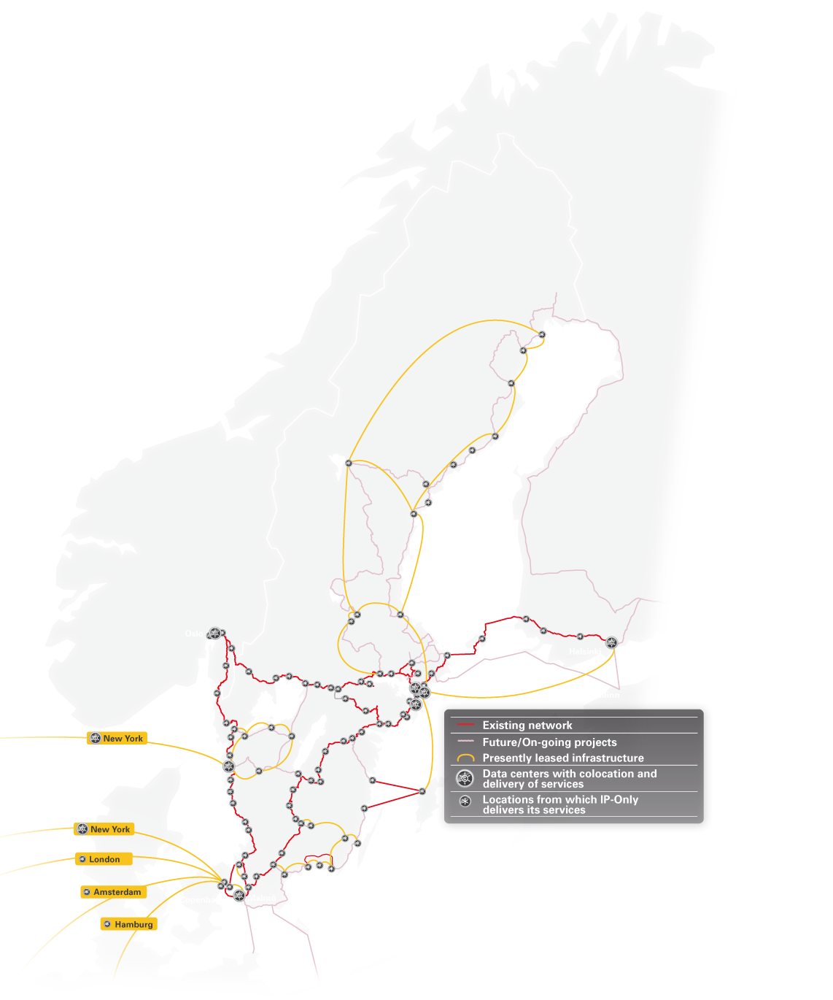 Oslo
Helsinki
New York
Existing network
Future/On-going projects
Presently leased infrastructure
Data centers with colocation and
delivery of services
Locations from which IP-Only
delivers its services
New York
London
Amsterdam
Hamburg